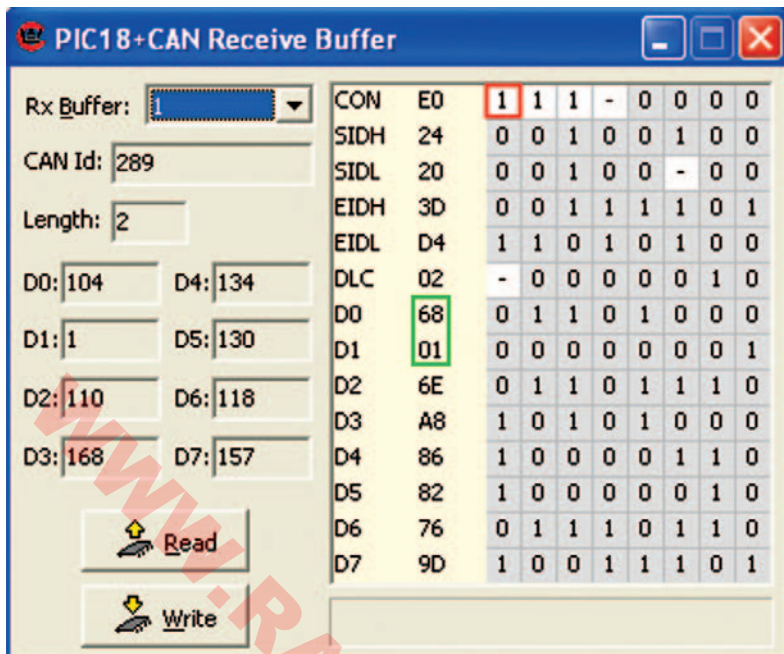 PIC18+CAN Receive Buffer
Rx Buffer: 1
CAN Id: 289
Length: 2
D0: 104 D4: 134
D1: 1 D5: 130
D2: 110 D6: 118
D3: 168 D7: 157
Read
Write
CON E0 1 1 1 - 0 0 0 0
SIDH 24 0 0 1 0 0 1 0 0
SIDL 20 0 0 1 0 0 - 0 0
EIDH 3D 0 0 1 1 1 1 0 1
EIDL D4 1 1 0 1 0 1 0 0
DLC 02 - 0 0 0 0 0 1 0
D0 68 0 1 1 0 1 0 0 0
D1 01 0 0 0 0 0 0 0 1
D2 6E 0 1 1 0 1 1 1 0
D3 A8 1 0 1 0 1 0 0 0
D4 86 1 0 0 0 0 1 1 0
D5 82 1 0 0 0 0 0 1 0
D6 76 0 1 1 1 0 1 1 0
D7 9D 1 0 0 1 1 1 0 1
WWW.RA